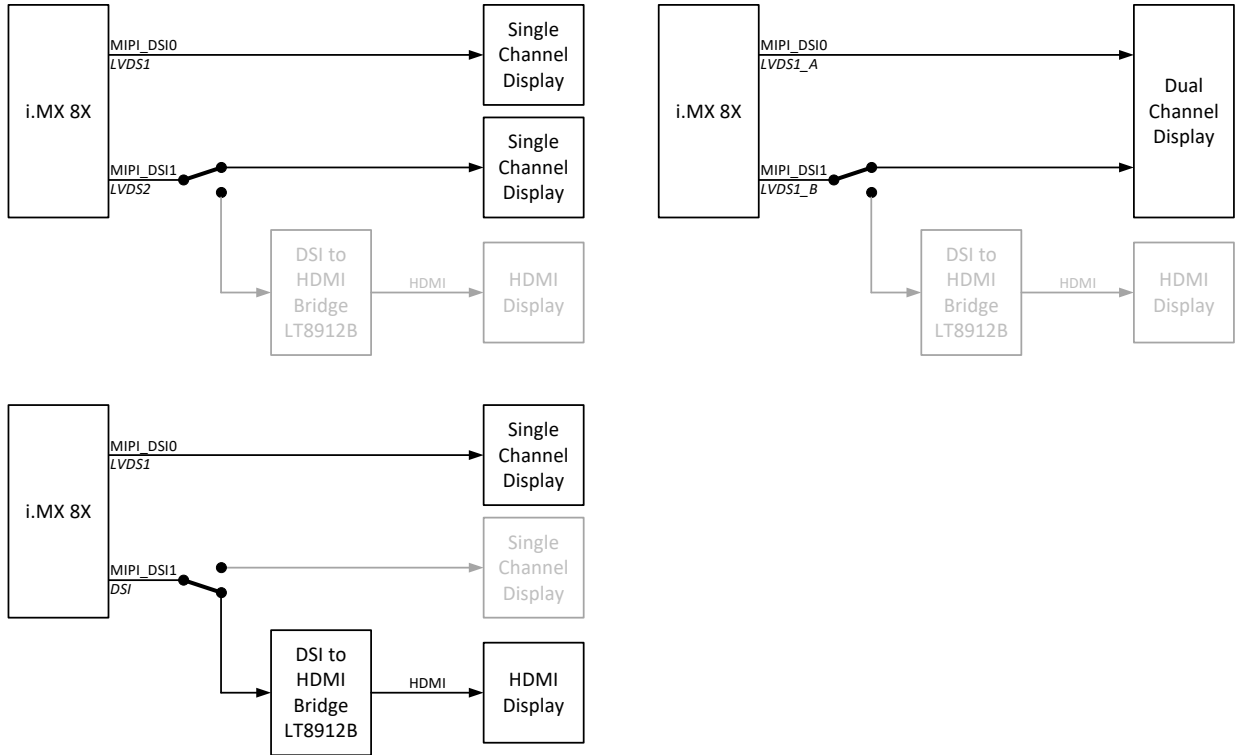 i.MX 8X
MIPI_DSI0
LVDS1
Single
Channel
Display
MIPI_DSI1
LVDS2
Single
Channel
Display
DSI to
HDMI
Bridge
LT8912B
HDMI
HDMI
Display
i.MX 8X
MIPI_DSI0
LVDS1_A
Dual
Channel
Display
MIPI_DSI1
LVDS1_B
DSI to
HDMI
Bridge
LT8912B
HDMI
HDMI
Display
i.MX 8X
MIPI_DSI0
LVDS1
Single
Channel
Display
MIPI_DSI1
DSI
Single
Channel
Display
DSI to
HDMI
Bridge
LT8912B
HDMI
HDMI
Display